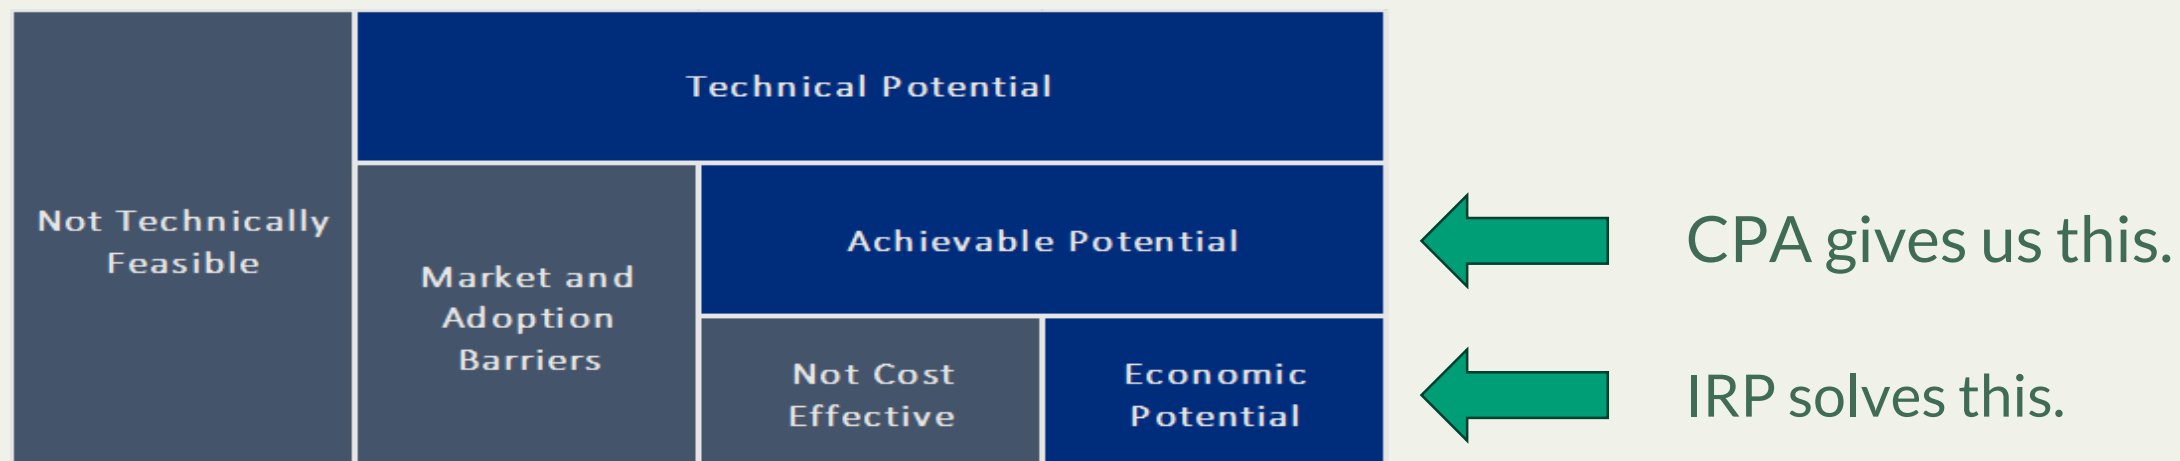 Technical Potential
Not Technically
Feasible
Market and
Adoption
Barriers
Achievable Potential
CPA gives us this.
Not Cost
Effective
Economic
Potential
IRP solves this.